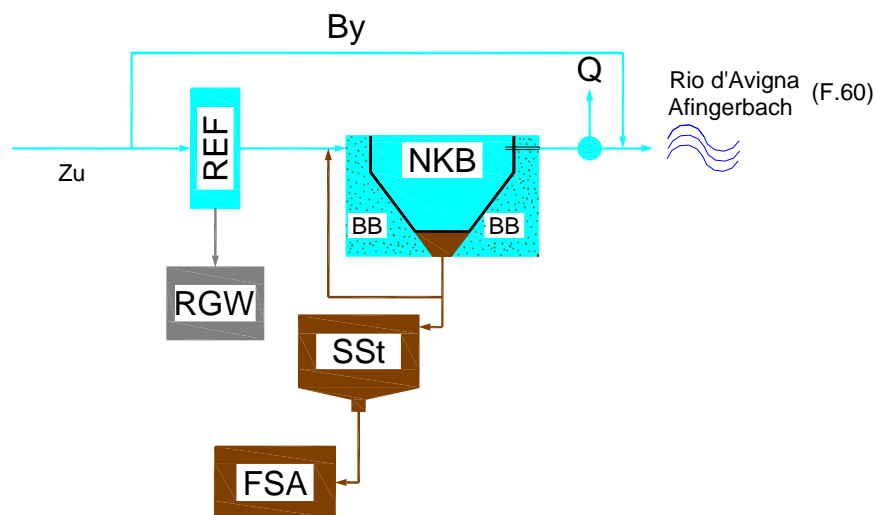 By
Q
Rio d'Avigna
Afingerbach
(F.60)
REF
NKB
Zu
BB
BB
RGW
SSt
FSA